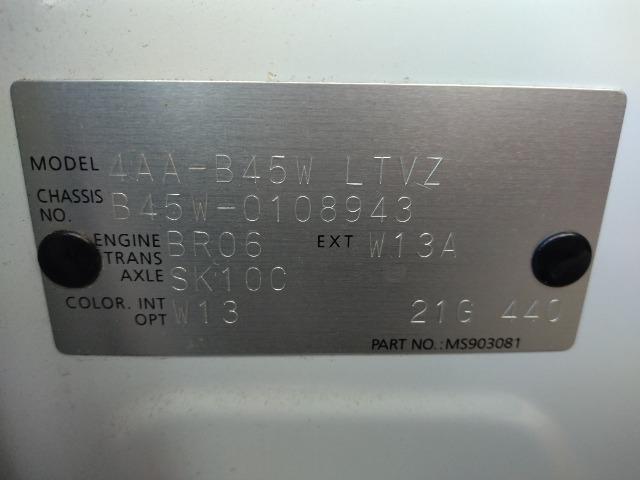 MODEL 4AA-B45W LTVZ
CHASSIS NO. B45W-0108943
ENGINE BR06 EXT W13A
TRANS AXLE SK10C
COLOR. INT W13
OPT 21G 440
PART NO.:MS903081